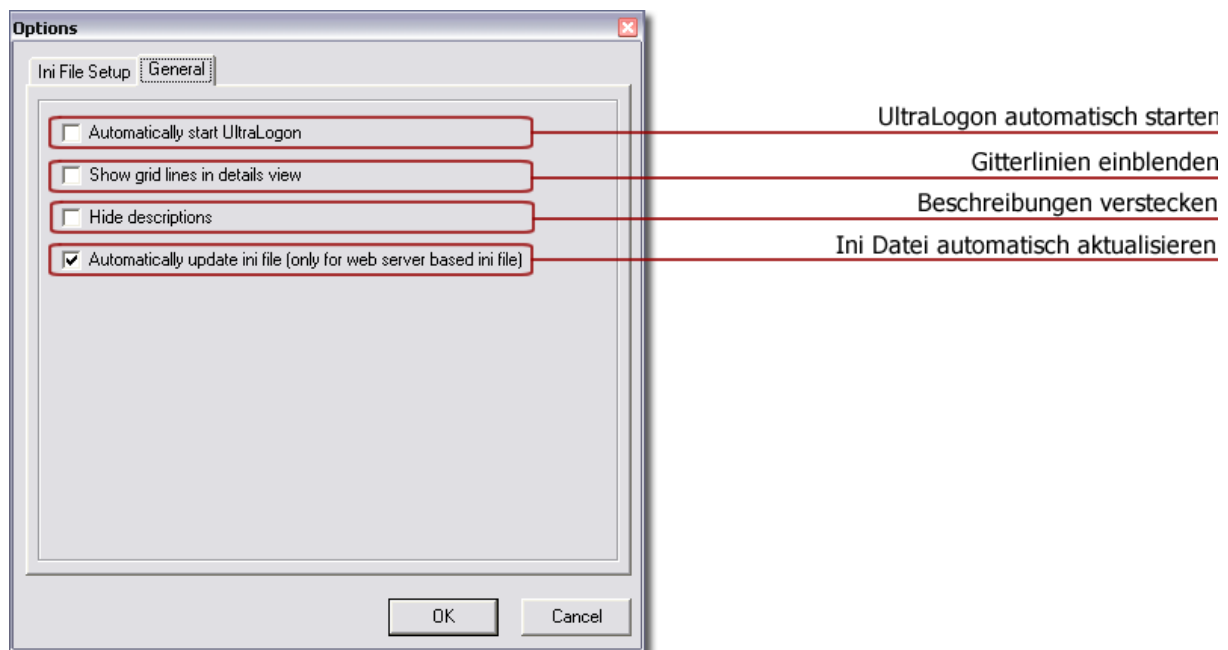 Options
Ini File Setup General
Automatically start UltraLogon
UltraLogon automatisch starten
Show grid lines in details view
Gitterlinien einblenden
Hide descriptions
Beschreibungen verstecken
Automatically update ini file (only for web server based ini file)
Ini Datei automatisch aktualisieren
OK Cancel